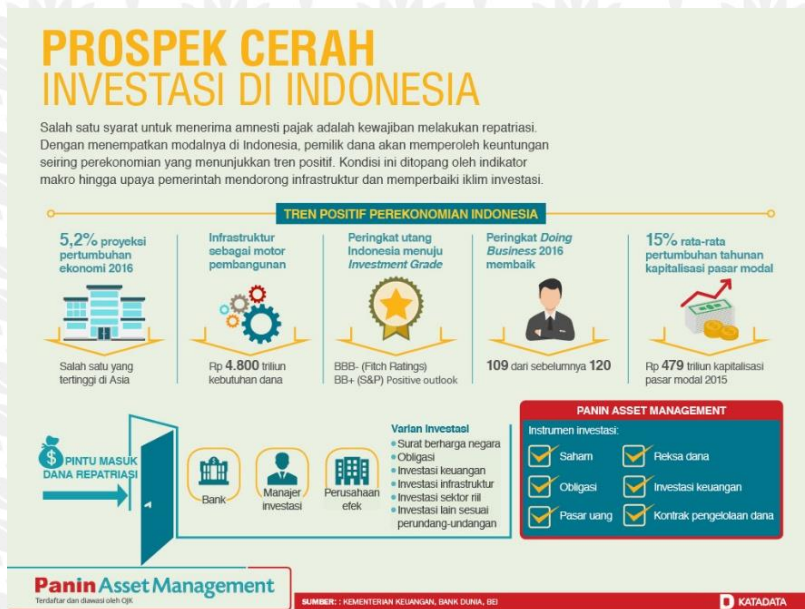 PROSPEK CERAH
INVESTASI DI INDONESIA
Salah satu syarat untuk menerima amnesti pajak adalah kewajiban melakukan repatriasi.
Dengan menempatkan modalnya di Indonesia, pemilik dana akan memperoleh keuntungan
seiring perekonomian yang menunjukkan tren positif. Kondisi ini ditopang oleh indikator
makro hingga upaya pemerintah mendorong infrastruktur dan memperbaiki iklim investasi.
TREN POSITIF PEREKONOMIAN INDONESIA
5,2% proyeksi
pertumbuhan
ekonomi 2016
Salah satu yang
tertinggi di Asia
Infrastruktur
sebagai motor
pembangunan
Rp 4.800 triliun
kebutuhan dana
Peringkat utang
Indonesia menuju
Investment Grade
BBB- (Fitch Ratings)
BB+ (S&P) Positive outlook
Peringkat Doing
Business 2016
membaik
109 dari sebelumnya 120
15% rata-rata
pertumbuhan tahunan
kapitalisasi pasar modal
Rp 479 triliun kapitalisasi
pasar modal 2015
$ PINTU MASUK
DANA REPATRIASI
Bank
Manajer
investasi
Perusahaan
efek
Varian Investasi
• Surat berharga negara
• Obligasi
• Investasi keuangan
• Investasi infrastruktur
• Investasi sektor riil
• Investasi lain sesuai
perundang-undangan
PANIN ASSET MANAGEMENT
Instrumen investasi:
Saham
Reksa dana
Obligasi
Investasi keuangan
Pasar uang
Kontrak pengelolaan dana
Panin Asset Management
Terdaftar dan diawasi oleh OJK
SUMBER: : KEMENTERIAN KEUANGAN, BANK DUNIA, BEI
D KATADATA